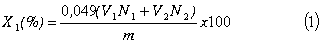 X₁(%) = 0,049(V₁N₁ + V₂N₂) / m x100 (1)